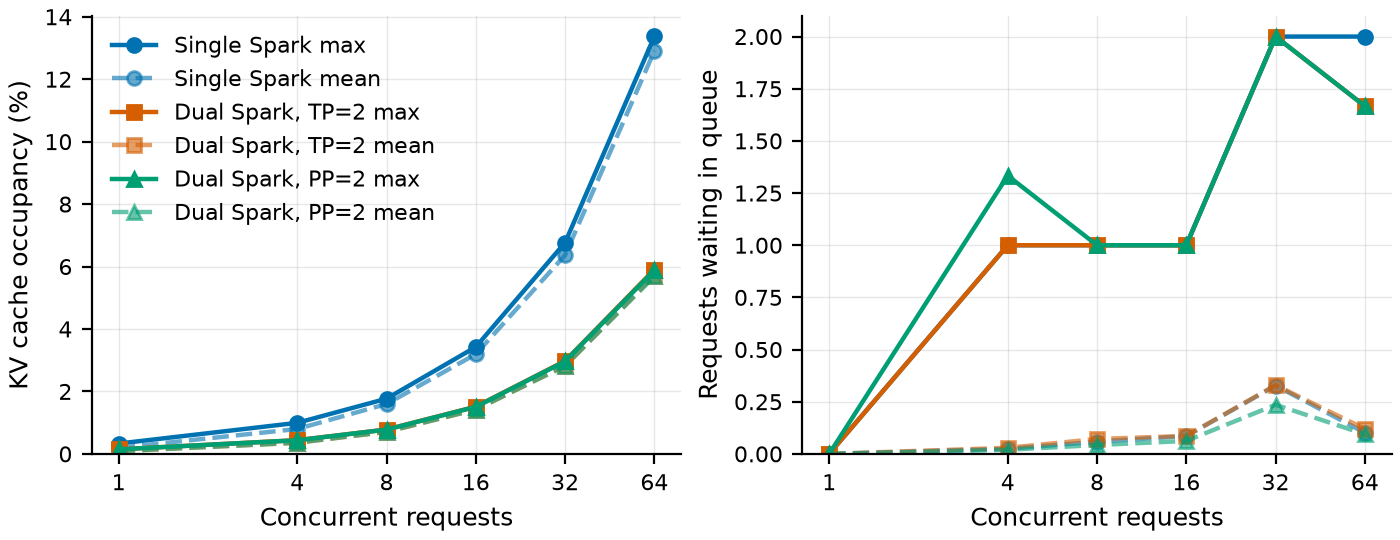 14
12
10
8
6
4
2
0
KV cache occupancy (%)
Single Spark max
Single Spark mean
Dual Spark, TP=2 max
Dual Spark, TP=2 mean
Dual Spark, PP=2 max
Dual Spark, PP=2 mean
1 4 8 16 32 64
Concurrent requests
2.00
1.75
1.50
1.25
1.00
0.75
0.50
0.25
0.00
Requests waiting in queue
1 4 8 16 32 64
Concurrent requests